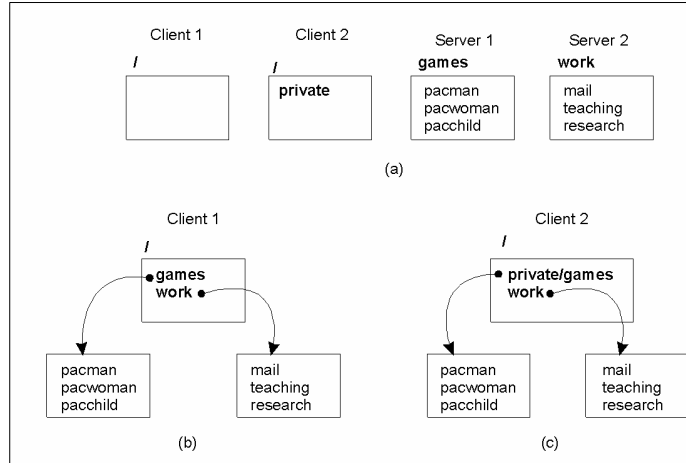 Client 1
Client 2
Server 1
Server 2
/
/
games
work
private
pacman
pacwoman
pacchild
mail
teaching
research
(a)
Client 1
/
games
work
pacman
pacwoman
pacchild
mail
teaching
research
(b)
Client 2
/
private/games
work
pacman
pacwoman
pacchild
mail
teaching
research
(c)